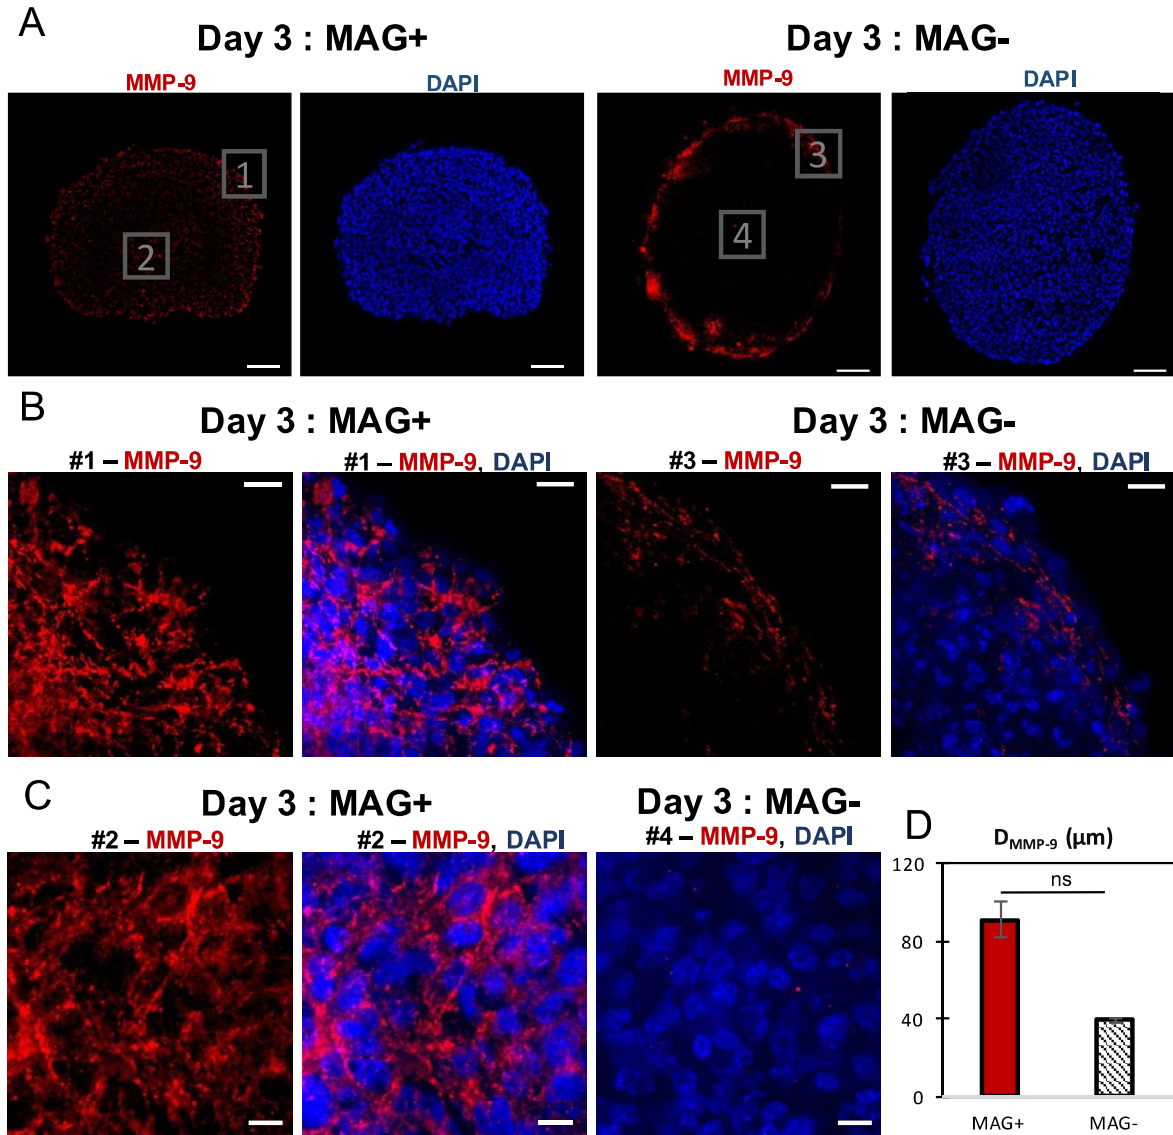 A
Day 3 : MAG+
Day 3 : MAG-
MMP-9
DAPI
MMP-9
DAPI
1
2
3
4
B
Day 3 : MAG+
Day 3 : MAG-
#1 – MMP-9
#1 – MMP-9, DAPI
#3 – MMP-9
#3 – MMP-9, DAPI
C
Day 3 : MAG+
Day 3 : MAG-
#2 – MMP-9
#2 – MMP-9, DAPI
#4 – MMP-9, DAPI
D
DMMP-9 (µm)
120
80
40
0
ns
MAG+
MAG-